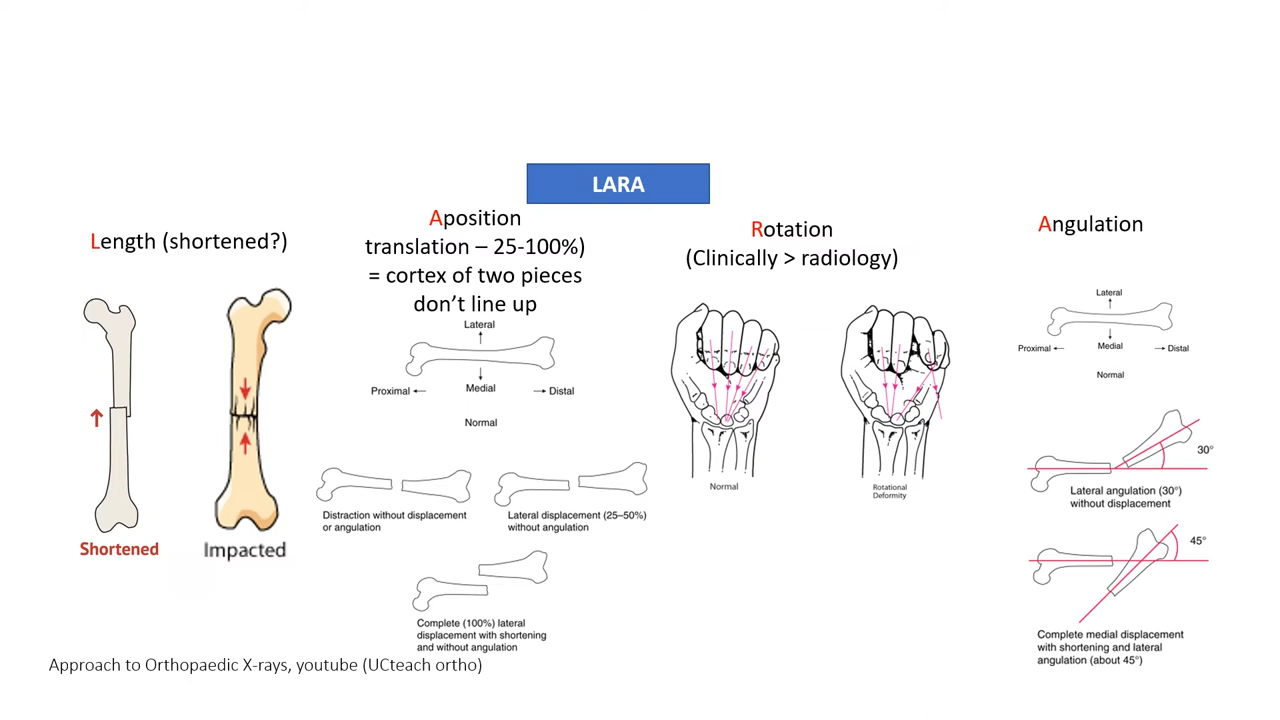 LARA
Length (shortened?)
Shortened
Impacted
Aposition
translation – 25-100%)
= cortex of two pieces
don't line up
Lateral
Proximal
Medial
Distal
Normal
Distraction without displacement
or angulation
Lateral displacement (25–50%)
without angulation
Complete (100%) lateral
displacement with shortening
and without angulation
Rotation
(Clinically > radiology)
Normal
Rotational
Deformity
Angulation
Lateral
Proximal
Medial
Distal
Normal
30°
Lateral angulation (30°)
without displacement
45°
Complete medial displacement
with shortening and lateral
angulation (about 45°)
Approach to Orthopaedic X-rays, youtube (UCteach ortho)